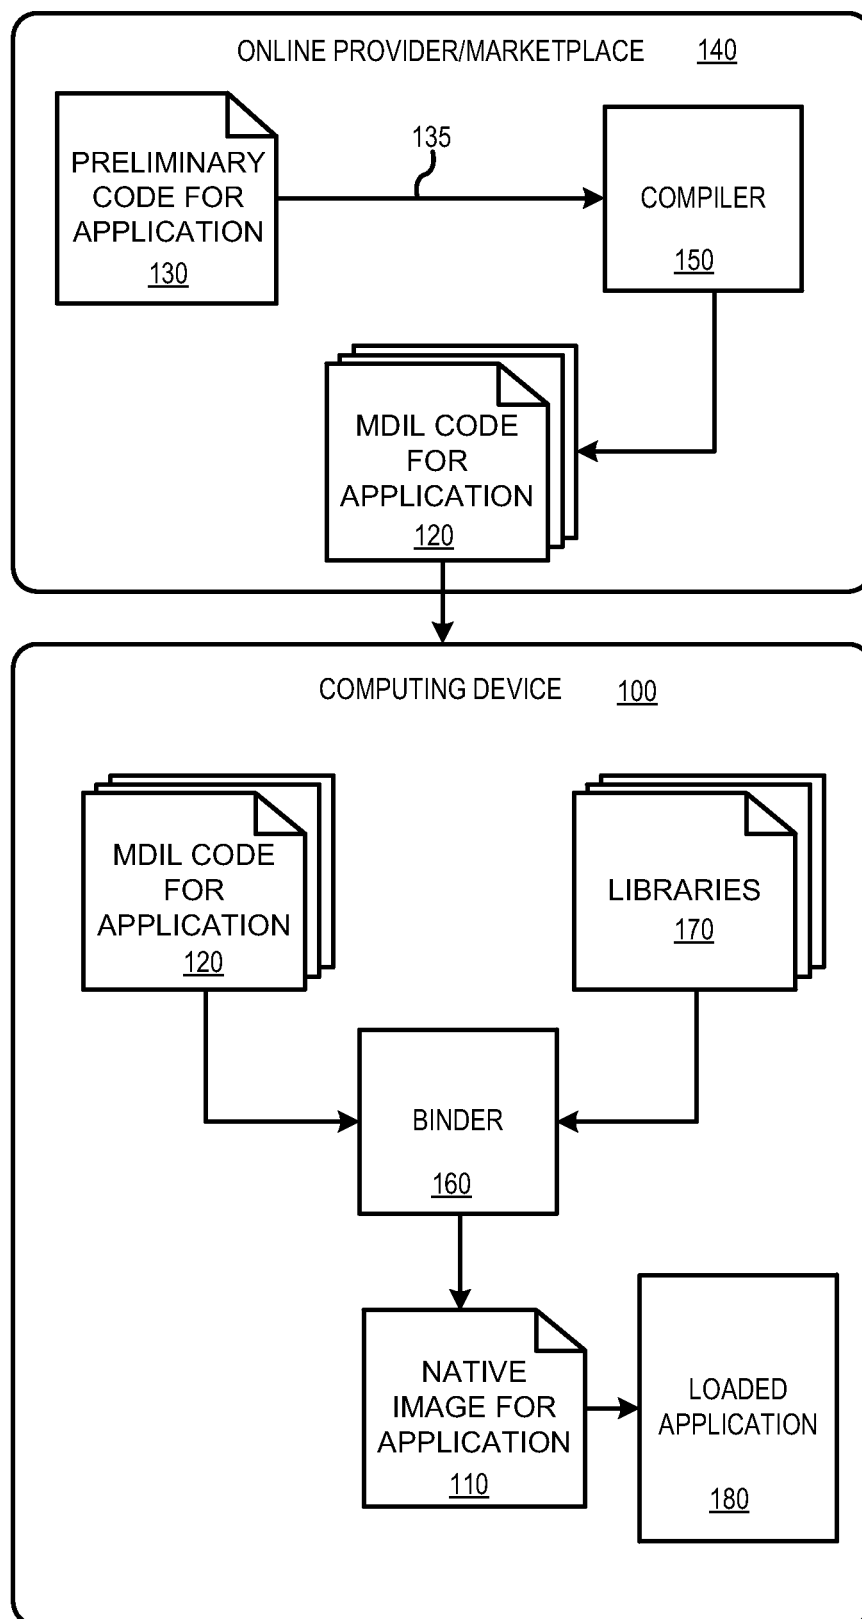 ONLINE PROVIDER/MARKETPLACE 140
PRELIMINARY
CODE FOR
APPLICATION
130
135
COMPILER
150
MDIL CODE
FOR
APPLICATION
120
COMPUTING DEVICE 100
MDIL CODE
FOR
APPLICATION
120
LIBRARIES
170
BINDER
160
NATIVE
IMAGE FOR
APPLICATION
110
LOADED
APPLICATION
180